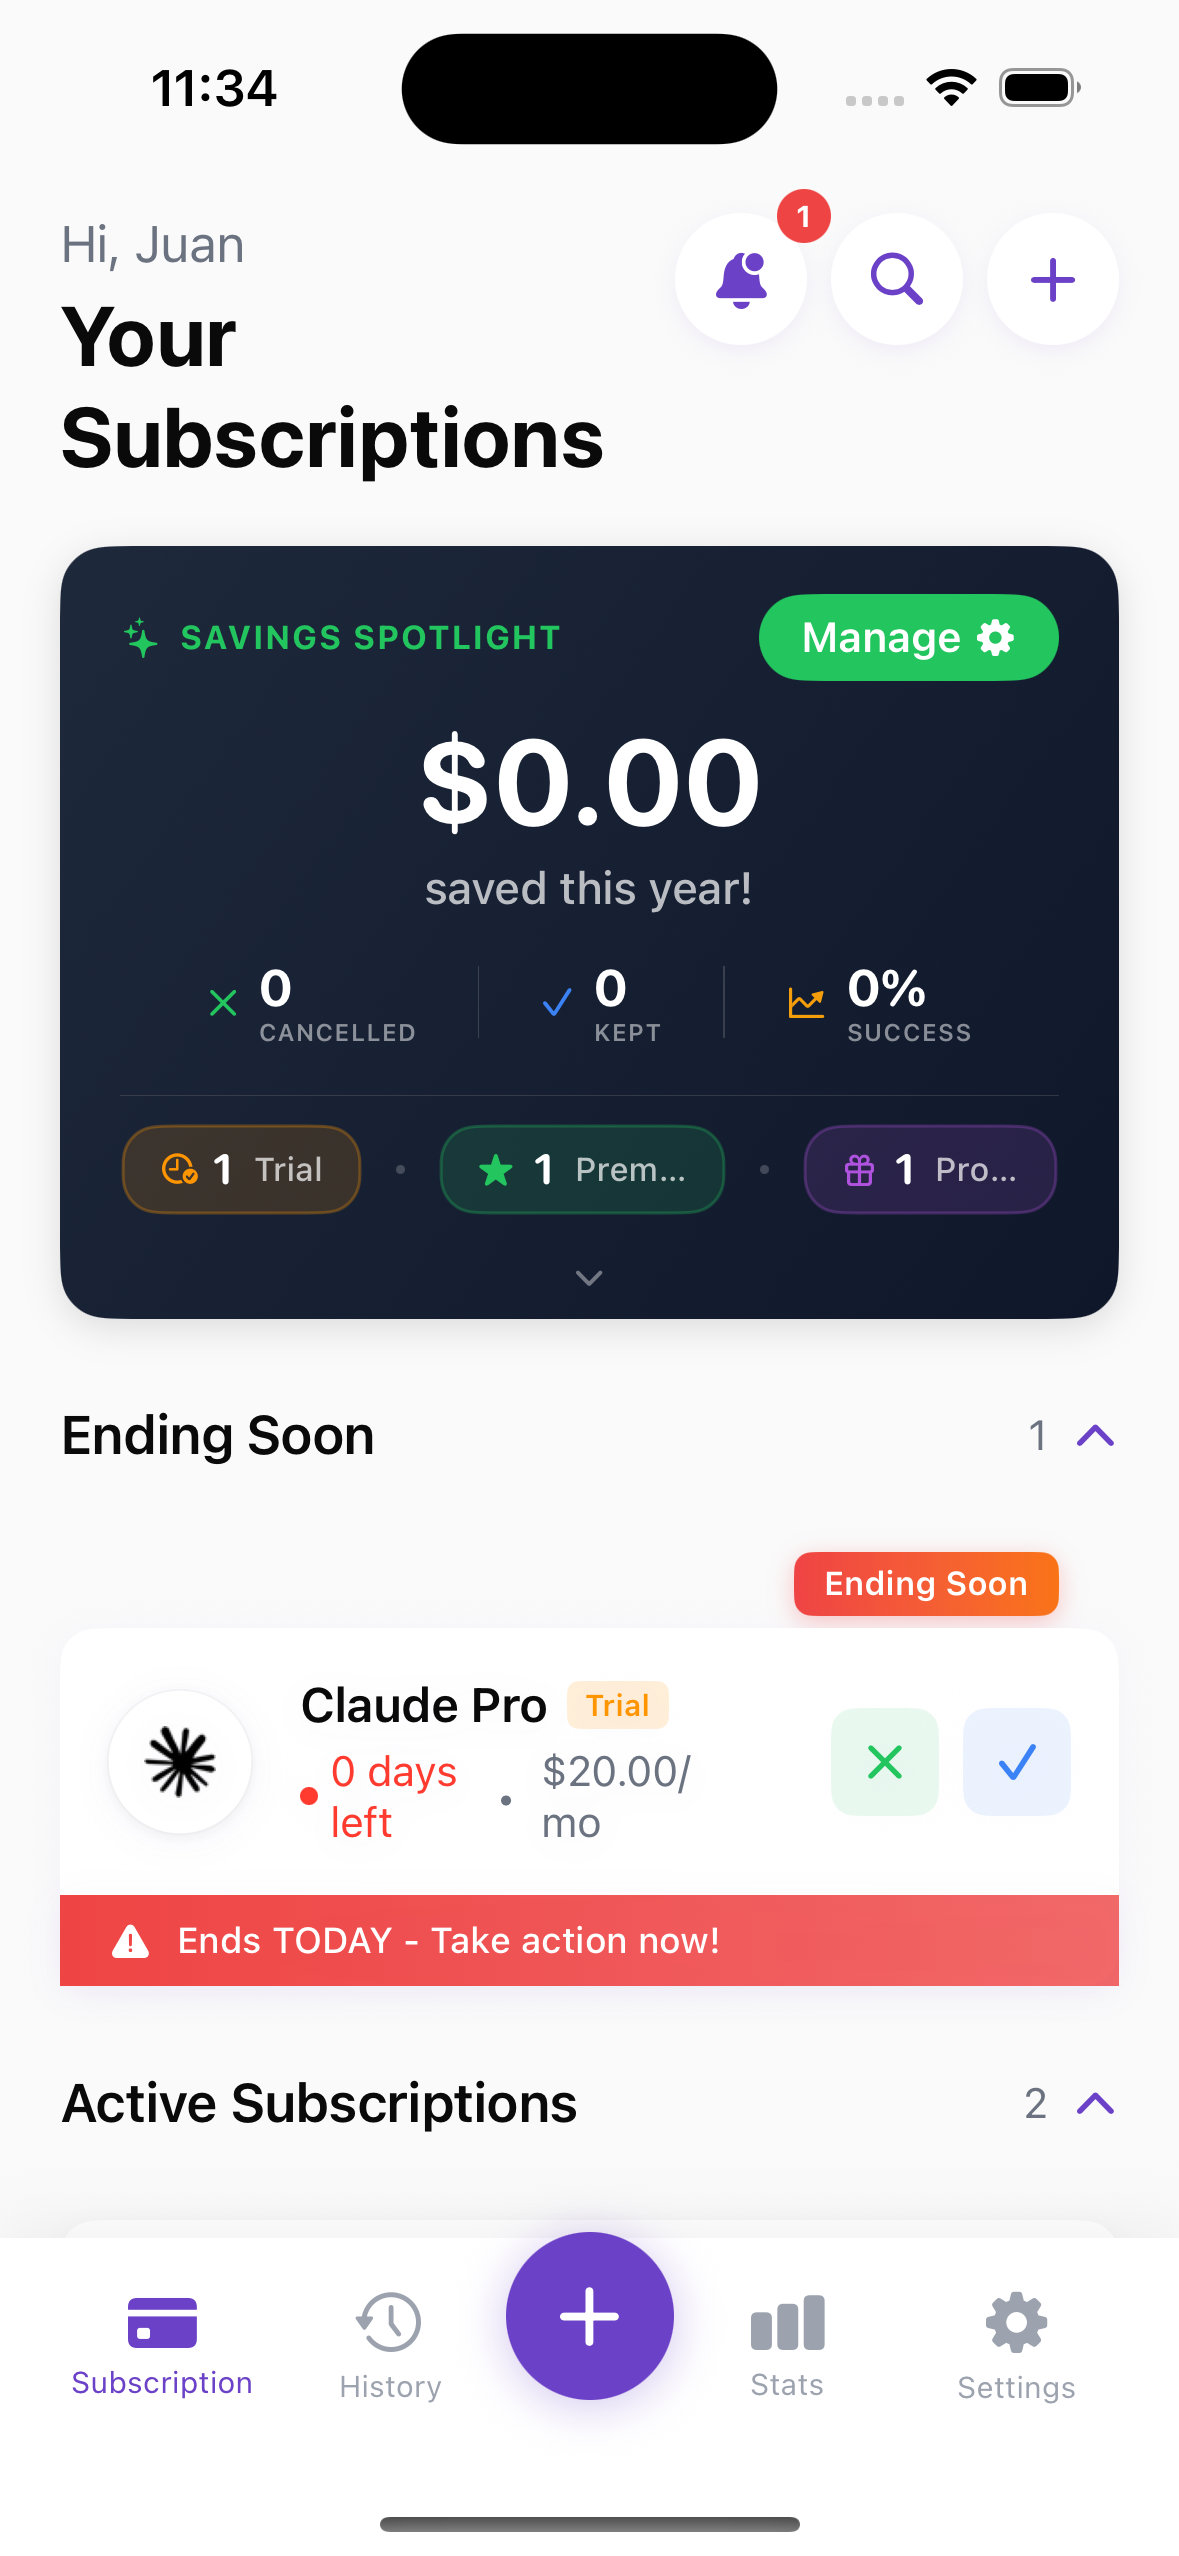 11:34
1
Hi, Juan
Your
Subscriptions
SAVINGS SPOTLIGHT
Manage
$0.00
saved this year!
0
CANCELLED
0
KEPT
0%
SUCCESS
1 Trial
1 Prem...
1 Pro...
Ending Soon
1
Ending Soon
Claude Pro
Trial
0 days
left
$20.00/
mo
Ends TODAY - Take action now!
Active Subscriptions
2
Subscription
History
Stats
Settings